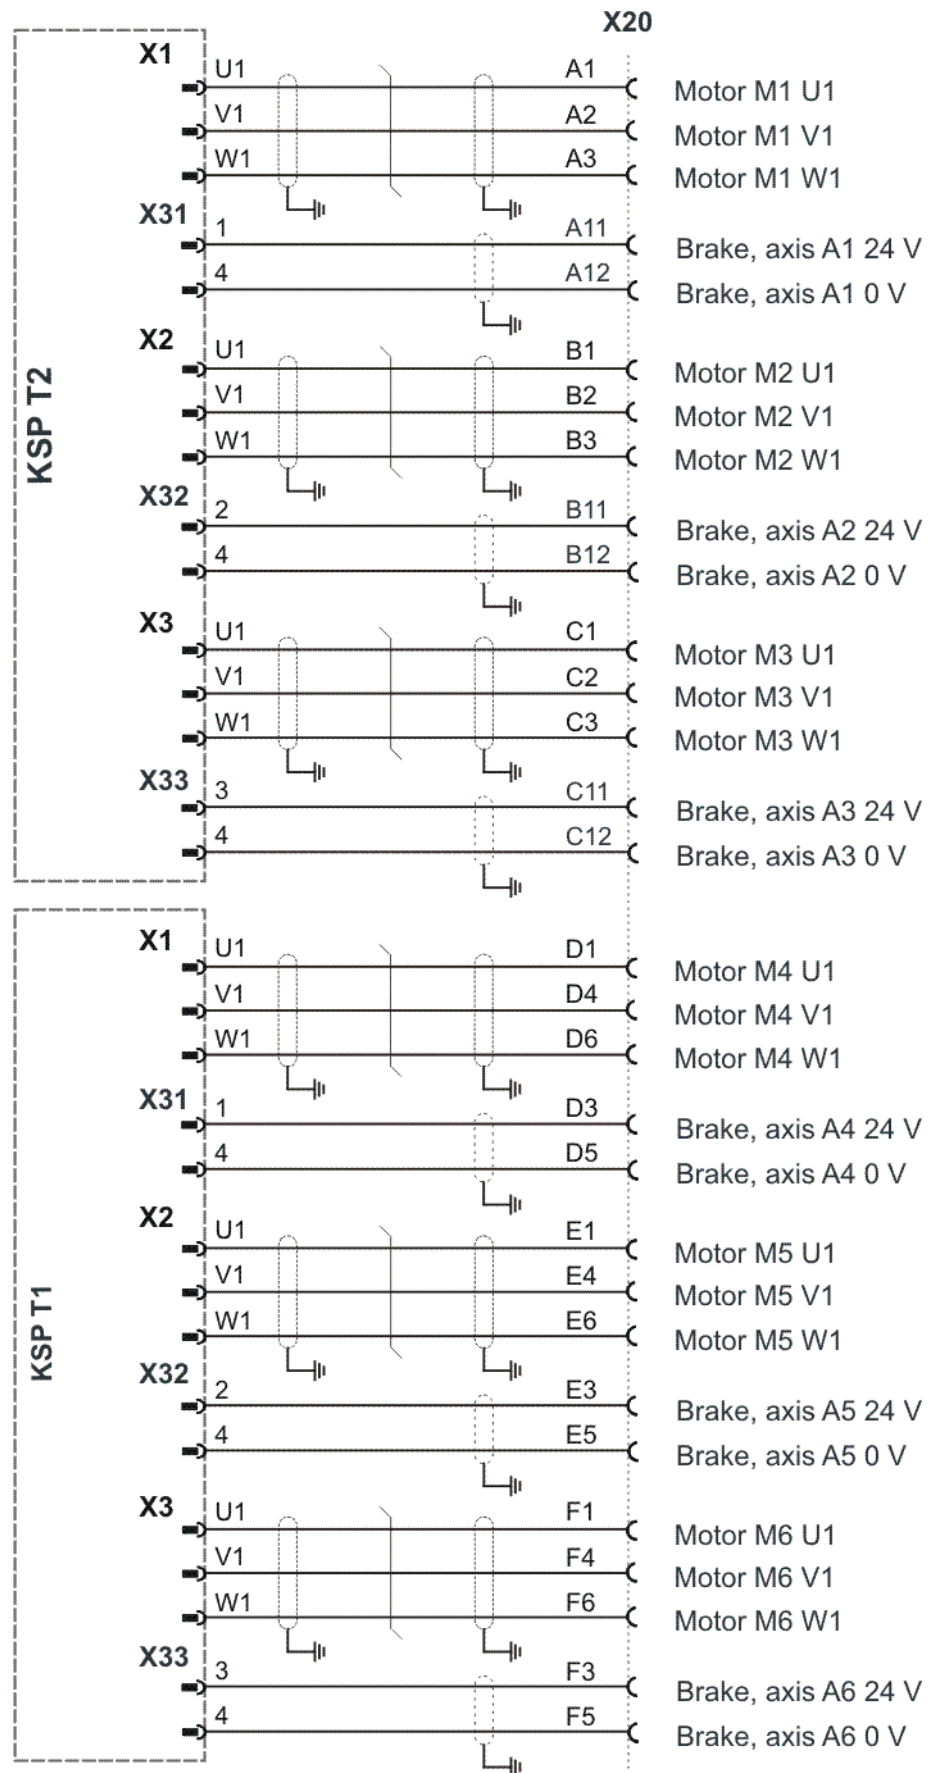 X20
KSP T2
X1
U1 A1 Motor M1 U1
V1 A2 Motor M1 V1
W1 A3 Motor M1 W1
X31
1 A11 Brake, axis A1 24 V
4 A12 Brake, axis A1 0 V
X2
U1 B1 Motor M2 U1
V1 B2 Motor M2 V1
W1 B3 Motor M2 W1
X32
2 B11 Brake, axis A2 24 V
4 B12 Brake, axis A2 0 V
X3
U1 C1 Motor M3 U1
V1 C2 Motor M3 V1
W1 C3 Motor M3 W1
X33
3 C11 Brake, axis A3 24 V
4 C12 Brake, axis A3 0 V
KSP T1
X1
U1 D1 Motor M4 U1
V1 D4 Motor M4 V1
W1 D6 Motor M4 W1
X31
1 D3 Brake, axis A4 24 V
4 D5 Brake, axis A4 0 V
X2
U1 E1 Motor M5 U1
V1 E4 Motor M5 V1
W1 E6 Motor M5 W1
X32
2 E3 Brake, axis A5 24 V
4 E5 Brake, axis A5 0 V
X3
U1 F1 Motor M6 U1
V1 F4 Motor M6 V1
W1 F6 Motor M6 W1
X33
3 F3 Brake, axis A6 24 V
4 F5 Brake, axis A6 0 V